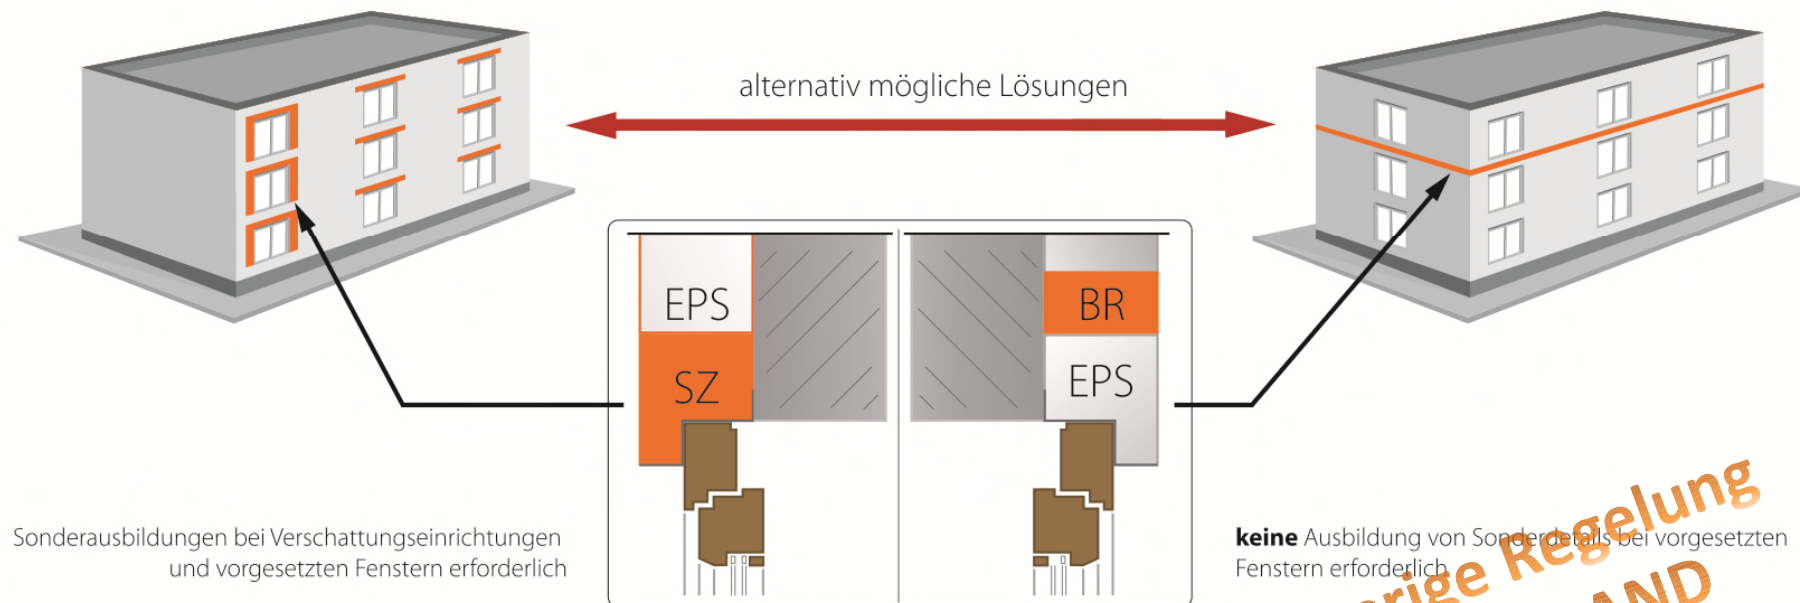 alternativ mögliche Lösungen
EPS
BR
SZ
EPS
Sonderausbildungen bei Verschattungseinrichtungen
und vorgesetzten Fenstern erforderlich
keine Ausbildung von Sonderdetails bei vorgesetzten
Fenstern erforderlich
Regelung